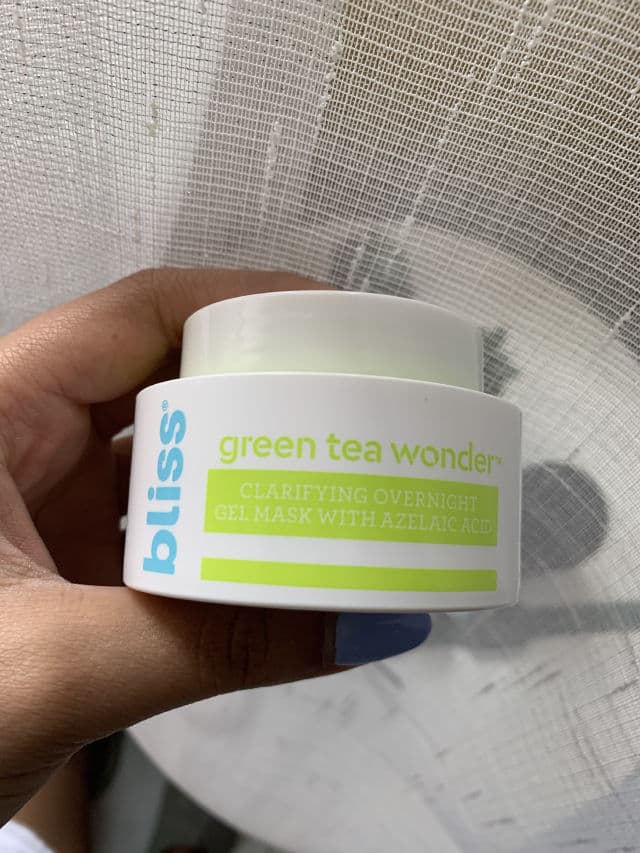 bliss®
green tea wonder™
CLARIFYING OVERNIGHT
GEL MASK WITH AZELAIC ACID